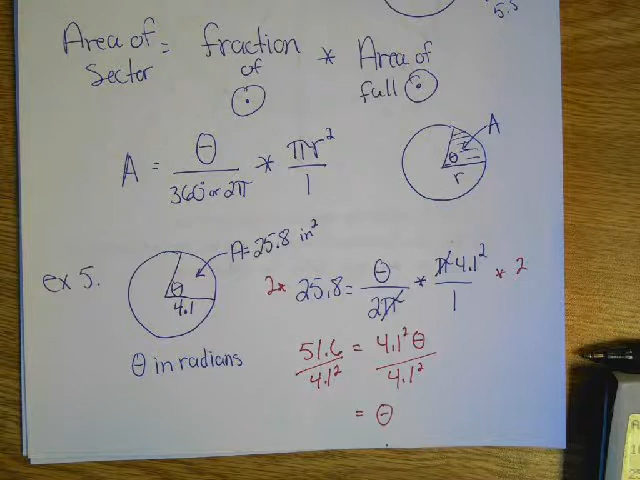 5.5
Area of Sector = fraction of ⊙ * Area of full ⊙
A = θ / 360° or 2π * πr² / 1
A
θ
r
ex 5.
A = 25.8 in²
θ
4.1
θ in radians
2* 25.8 = θ / 2π * π4.1² / 1 * 2
51.6 / 4.1² = 4.1²θ / 4.1²
= θ